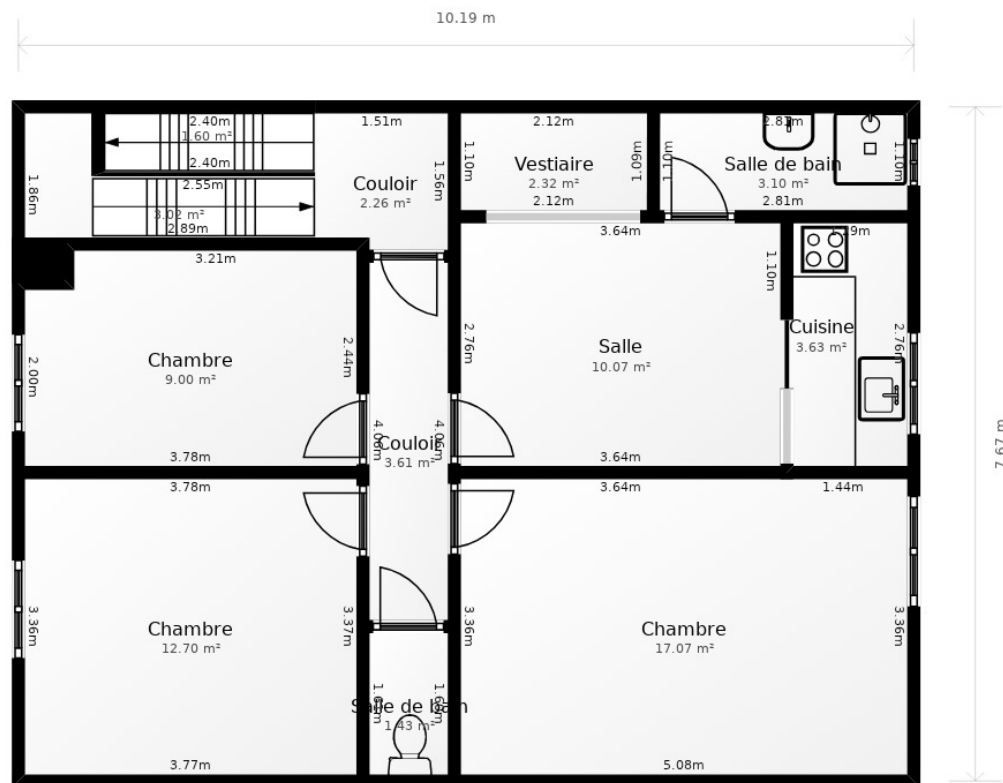 10.19 m
2.40m
1.60 m²
2.40m
1.51m
2.12m
1.10m
Vestiaire
2.32 m²
2.12m
1.09m
1.10m
2.81m
Salle de bain
3.10 m²
2.81m
1.10m
1.86m
2.55m
3.02 m²
2.89m
Couloir
2.26 m²
1.56m
3.21m
3.64m
1.10m
2.00m
Chambre
9.00 m²
2.44m
3.78m
2.76m
Salle
10.07 m²
3.64m
Cuisine
3.63 m²
2.76m
7.67 m
4.06m
Couloir
3.61 m²
4.06m
3.78m
3.64m
1.44m
3.36m
Chambre
12.70 m²
3.37m
3.77m
3.36m
Chambre
17.07 m²
3.36m
5.08m
Salle de bain
1.43 m²